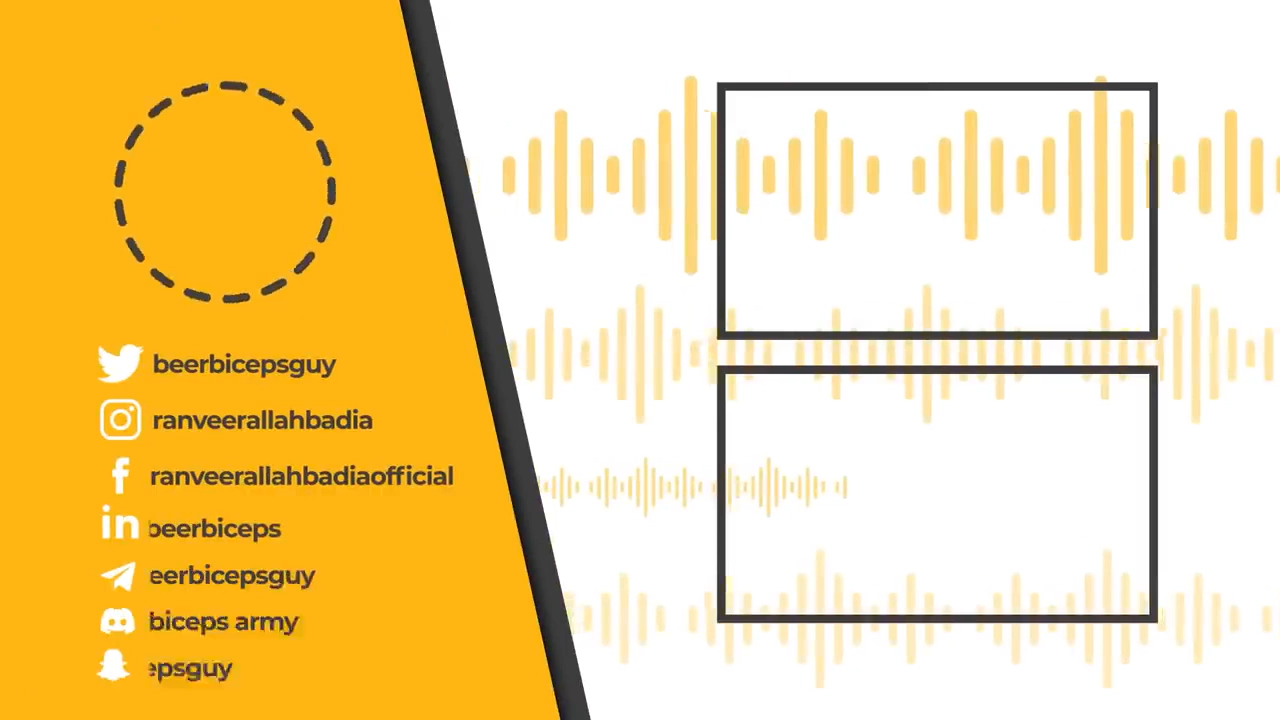 beerbicepsguy
ranveerallahbadia
ranveerallahbadiaofficial
beerbiceps
eerbicepsguy
biceps army
epsguy